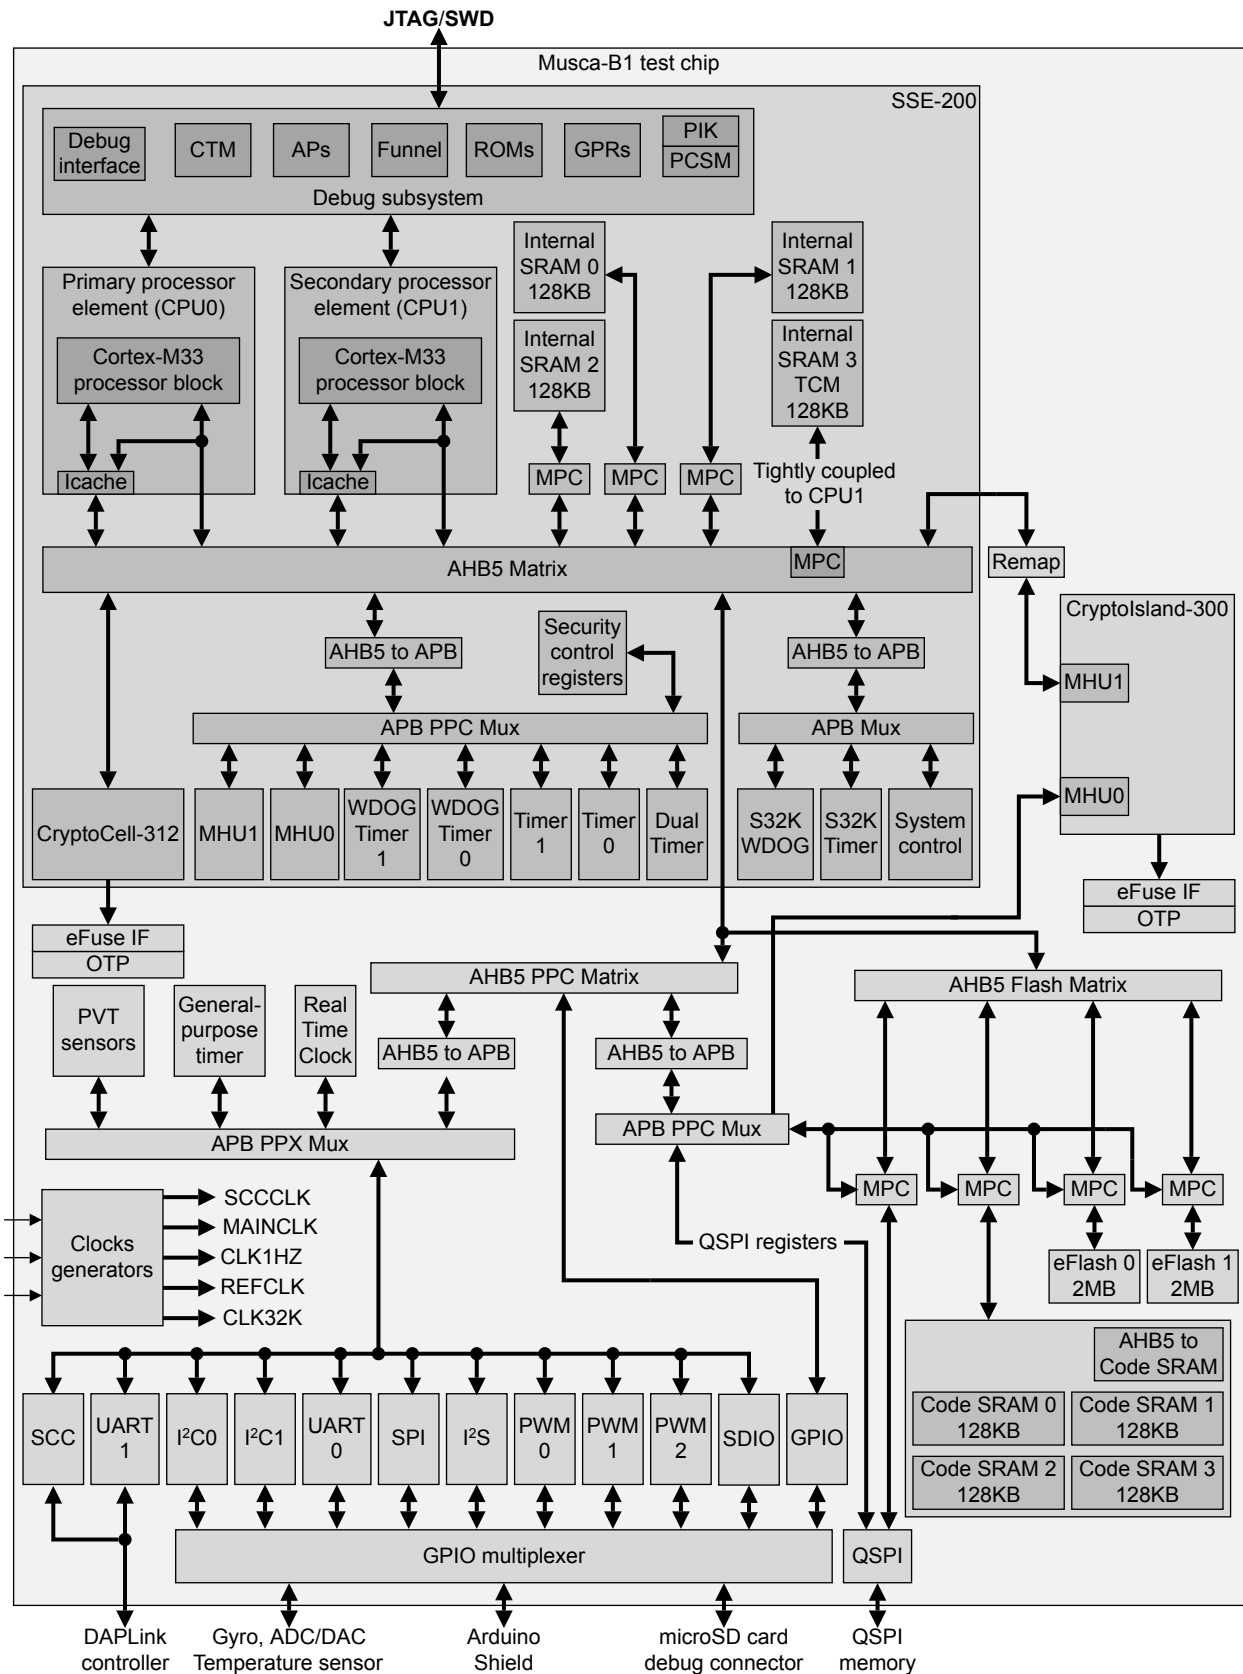 JTAG/SWD
Musca-B1 test chip
SSE-200
Debug
interface
CTM
APs
Funnel
ROMs
GPRs
PIK
PCSM
Debug subsystem
Primary processor
element (CPU0)
Cortex-M33
processor block
Icache
Secondary processor
element (CPU1)
Cortex-M33
processor block
Icache
Internal
SRAM 0
128KB
Internal
SRAM 2
128KB
Internal
SRAM 1
128KB
Internal
SRAM 3
TCM
128KB
MPC
MPC
MPC
Tightly coupled
to CPU1
AHB5 Matrix
MPC
Remap
CryptoIsland-300
MHU1
MHU0
eFuse IF
OTP
AHB5 to APB
Security
control
registers
AHB5 to APB
APB PPC Mux
APB Mux
CryptoCell-312
MHU1
MHU0
WDOG
Timer
1
WDOG
Timer
0
Timer
1
Timer
0
Dual
Timer
S32K
WDOG
S32K
Timer
System
control
eFuse IF
OTP
AHB5 PPC Matrix
AHB5 Flash Matrix
PVT
sensors
General-
purpose
timer
Real
Time
Clock
AHB5 to APB
AHB5 to APB
APB PPX Mux
APB PPC Mux
MPC
MPC
MPC
MPC
Clocks
generators
SCCCLK
MAINCLK
CLK1HZ
REFCLK
CLK32K
QSPI registers
eFlash 0
2MB
eFlash 1
2MB
AHB5 to
Code SRAM
Code SRAM 0
128KB
Code SRAM 1
128KB
Code SRAM 2
128KB
Code SRAM 3
128KB
SCC
UART
1
I²C0
I²C1
UART
0
SPI
I²S
PWM
0
PWM
1
PWM
2
SDIO
GPIO
GPIO multiplexer
QSPI
DAPLink
controller
Gyro, ADC/DAC
Temperature sensor
Arduino
Shield
microSD card
debug connector
QSPI
memory